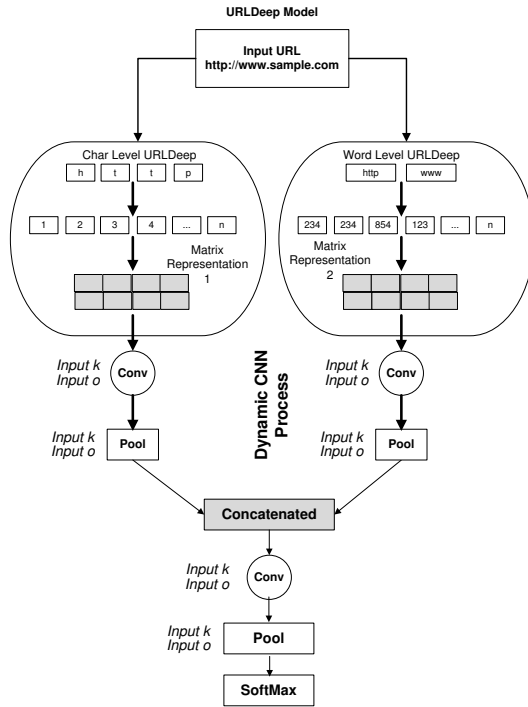 URLDeep Model
Input URL
http://www.sample.com
Char Level URLDeep
h t t p
1 2 3 4 ... n
Matrix
Representation
1
Word Level URLDeep
http www
234 234 854 123 ... n
Matrix
Representation
2
Input k
Input o
Conv
Input k
Input o
Pool
Dynamic CNN
Process
Input k
Input o
Conv
Input k
Input o
Pool
Concatenated
Input k
Input o
Conv
Input k
Input o
Pool
SoftMax